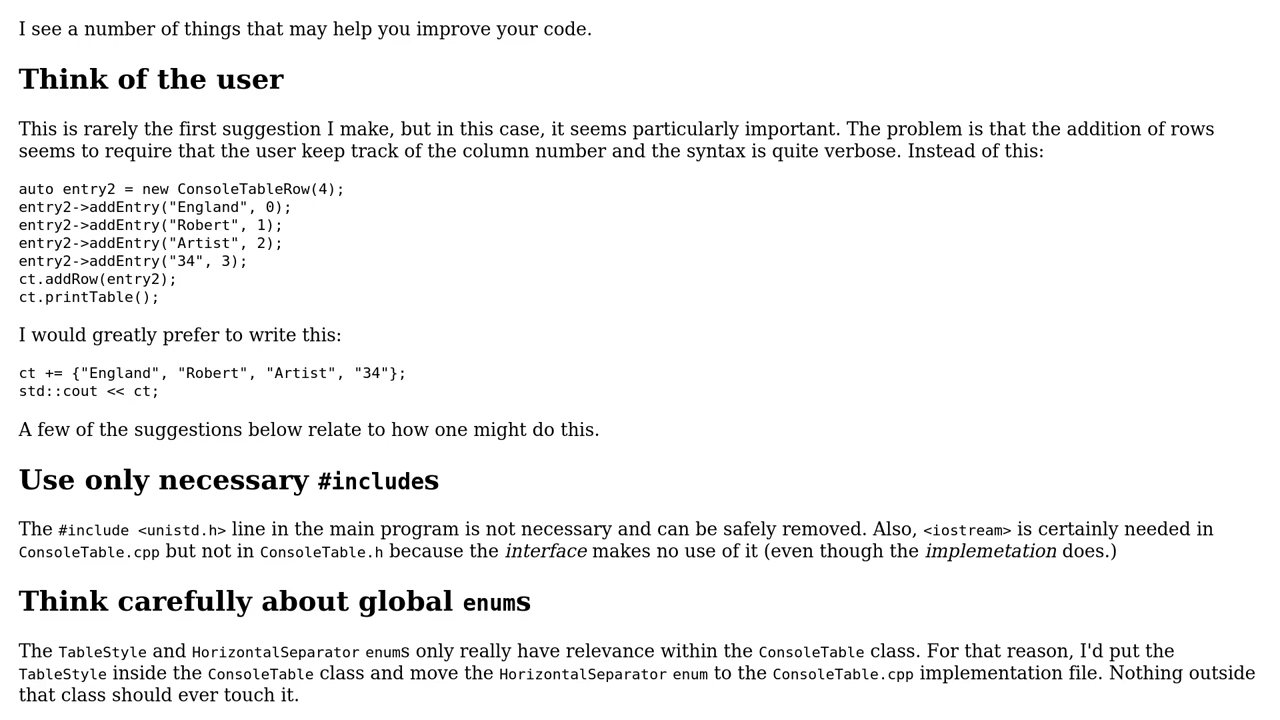 I see a number of things that may help you improve your code.
Think of the user
This is rarely the first suggestion I make, but in this case, it seems particularly important. The problem is that the addition of rows
seems to require that the user keep track of the column number and the syntax is quite verbose. Instead of this:
auto entry2 = new ConsoleTableRow(4);
entry2->addEntry("England", 0);
entry2->addEntry("Robert", 1);
entry2->addEntry("Artist", 2);
entry2->addEntry("34", 3);
ct.addRow(entry2);
ct.printTable();
I would greatly prefer to write this:
ct += {"England", "Robert", "Artist", "34"};
std::cout << ct;
A few of the suggestions below relate to how one might do this.
Use only necessary #includes
The #include <unistd.h> line in the main program is not necessary and can be safely removed. Also, <iostream> is certainly needed in
ConsoleTable.cpp but not in ConsoleTable.h because the interface makes no use of it (even though the implemetation does.)
Think carefully about global enums
The TableStyle and HorizontalSeparator enums only really have relevance within the ConsoleTable class. For that reason, I'd put the
TableStyle inside the ConsoleTable class and move the HorizontalSeparator enum to the ConsoleTable.cpp implementation file. Nothing outside
that class should ever touch it.